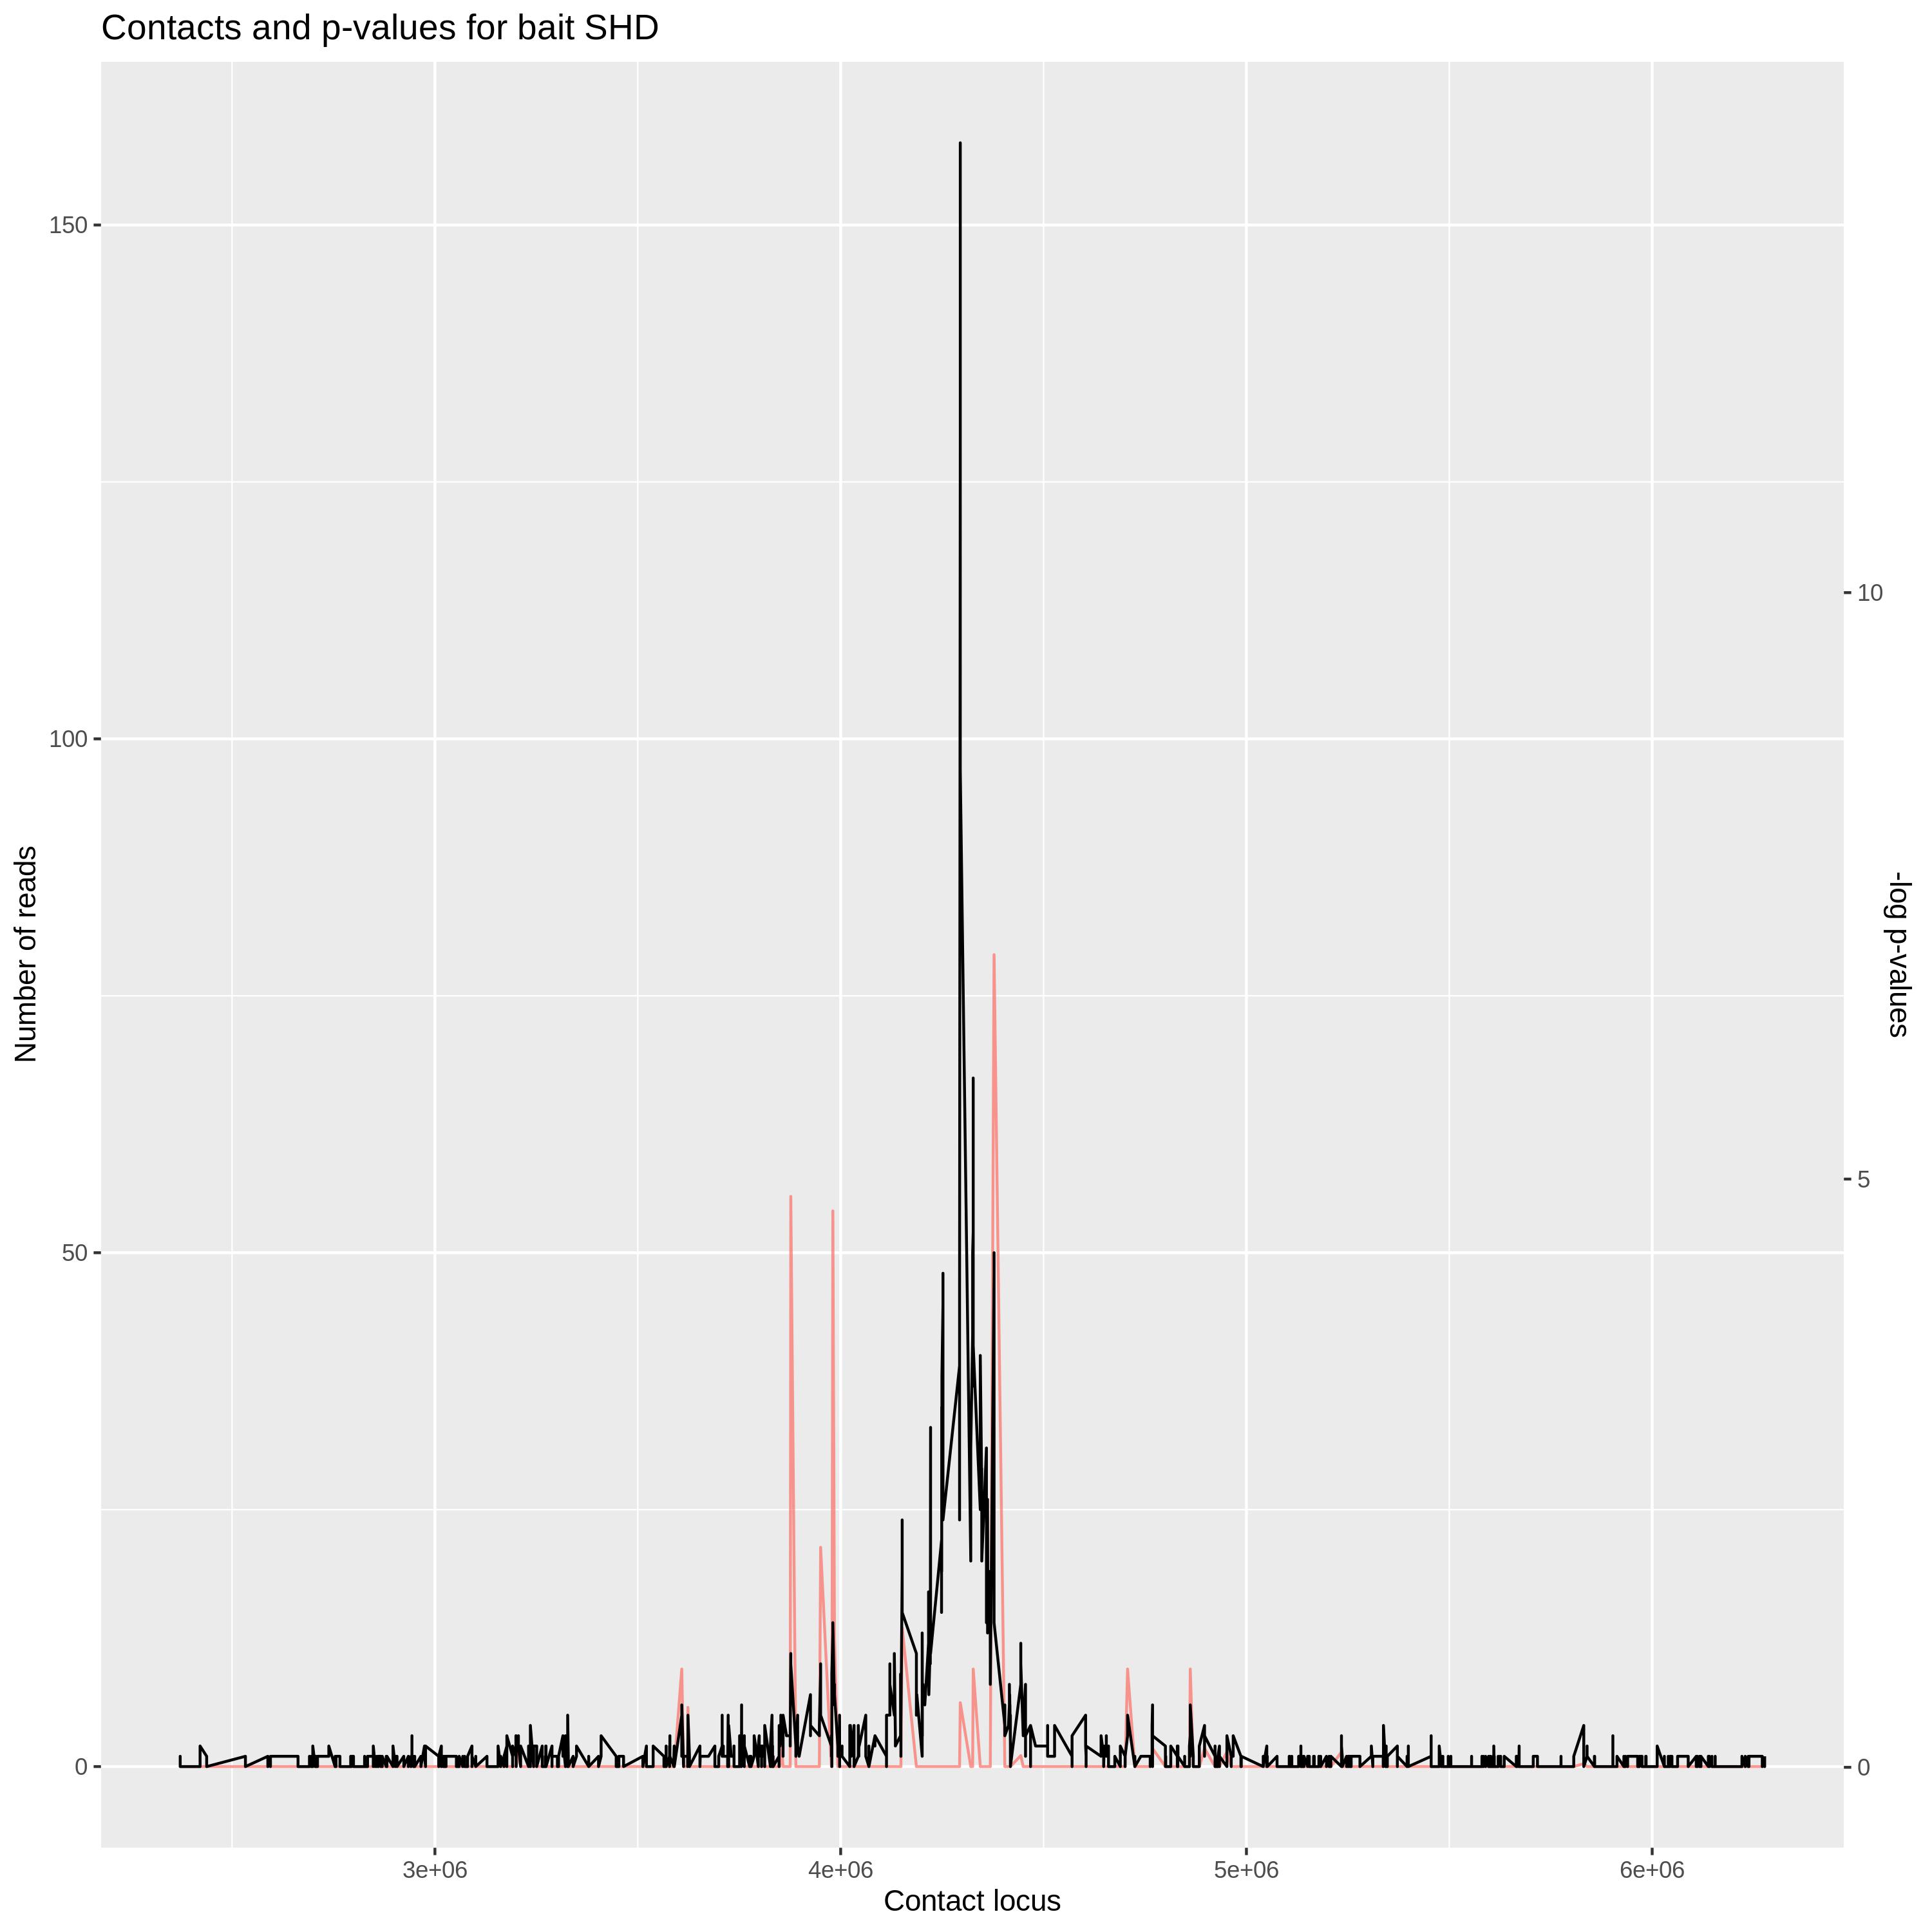 Contacts and p-values for bait SHD
150
100
50
0
Number of reads
10
5
0
-log p-values
3e+06
4e+06
5e+06
6e+06
Contact locus